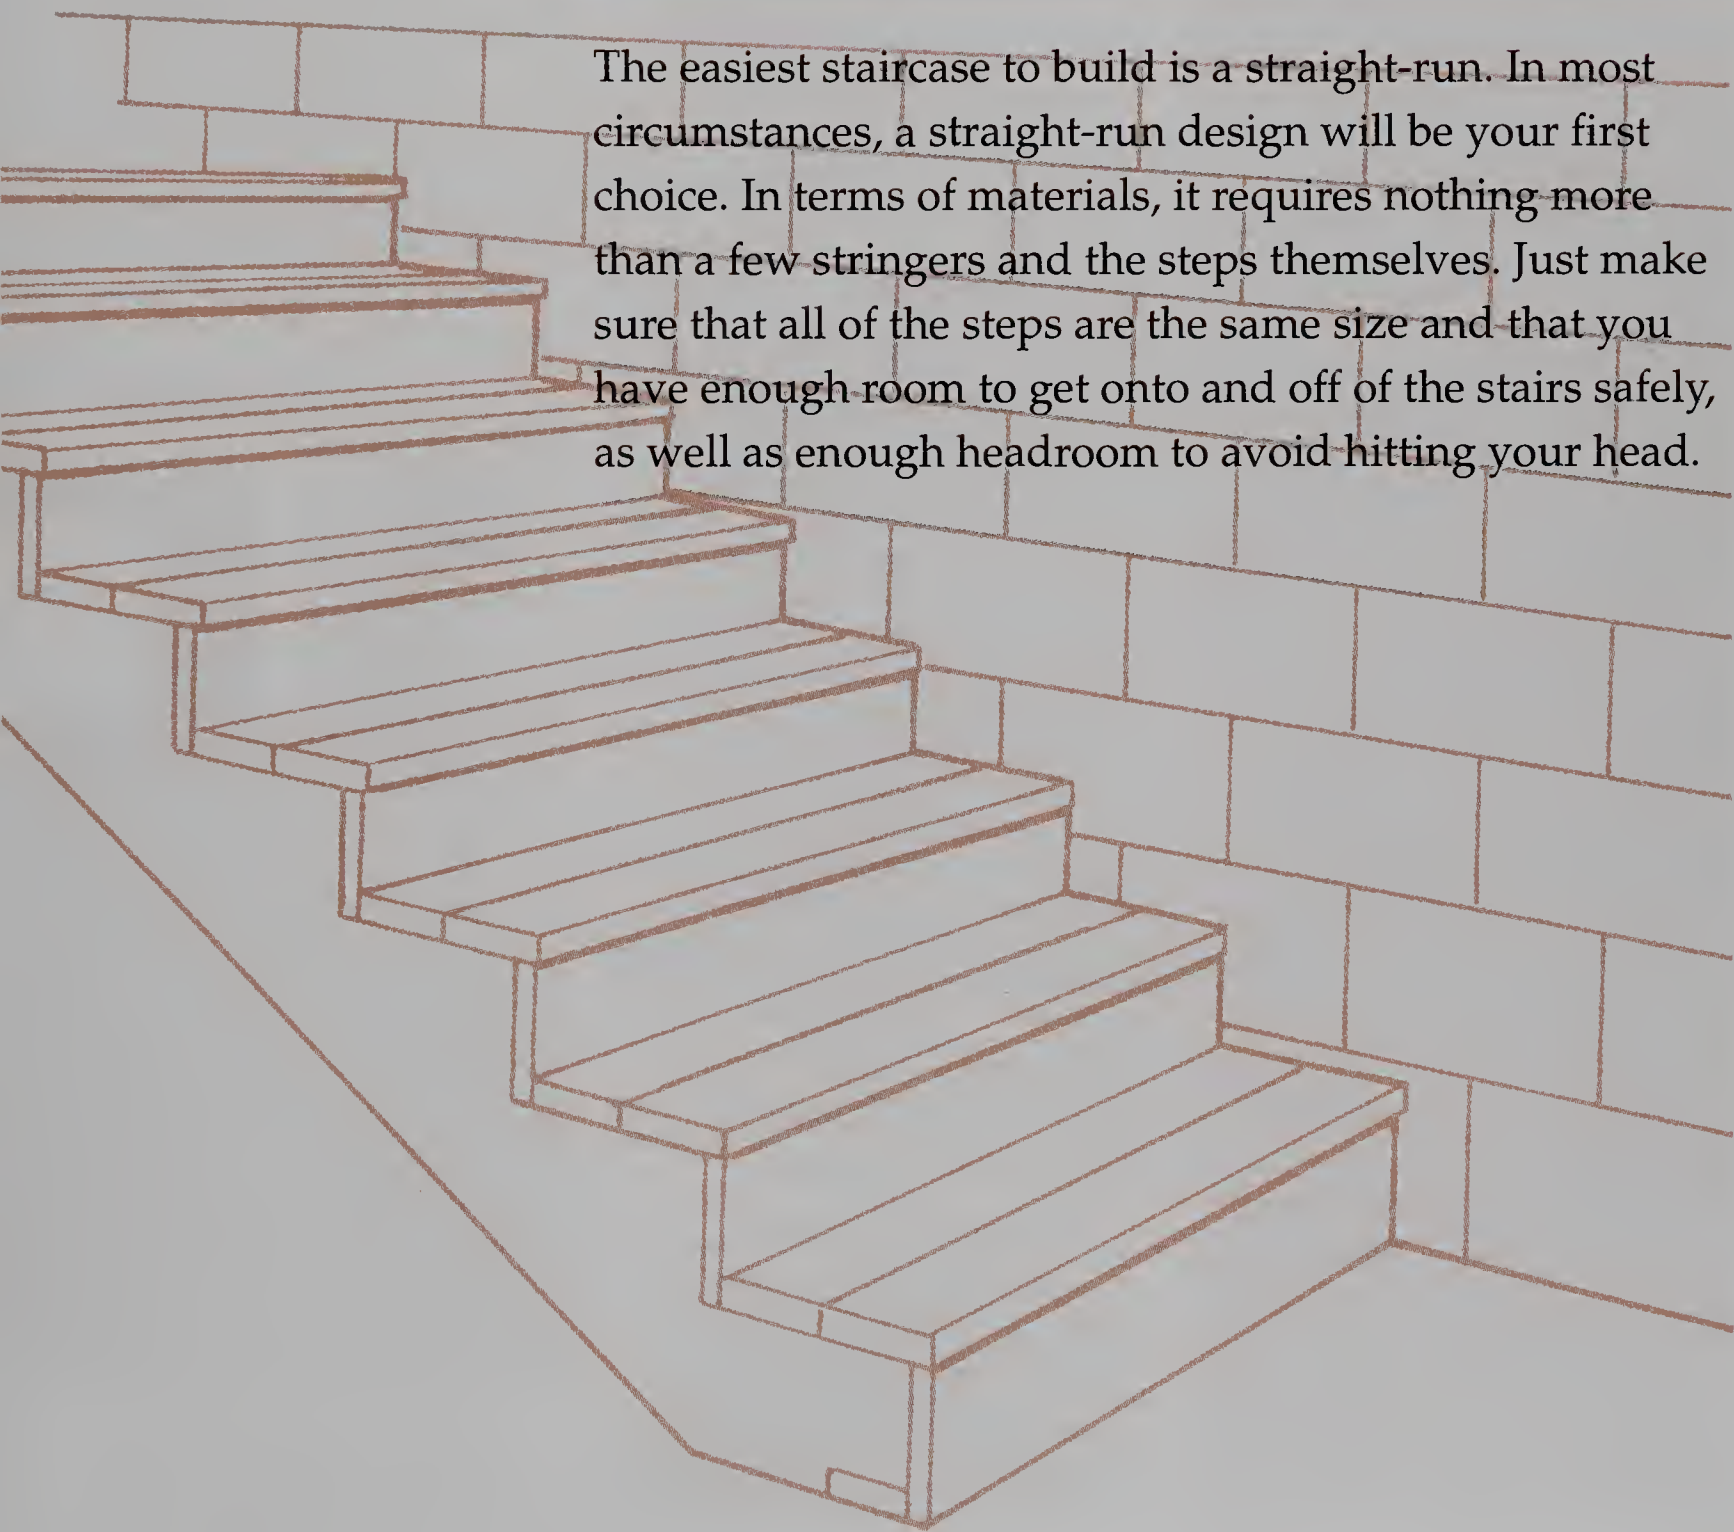 The easiest staircase to build is a straight-run. In most
circumstances, a straight-run design will be your first
choice. In terms of materials, it requires nothing more
than a few stringers and the steps themselves. Just make
sure that all of the steps are the same size and that you
have enough room to get onto and off of the stairs safely,
as well as enough headroom to avoid hitting your head.